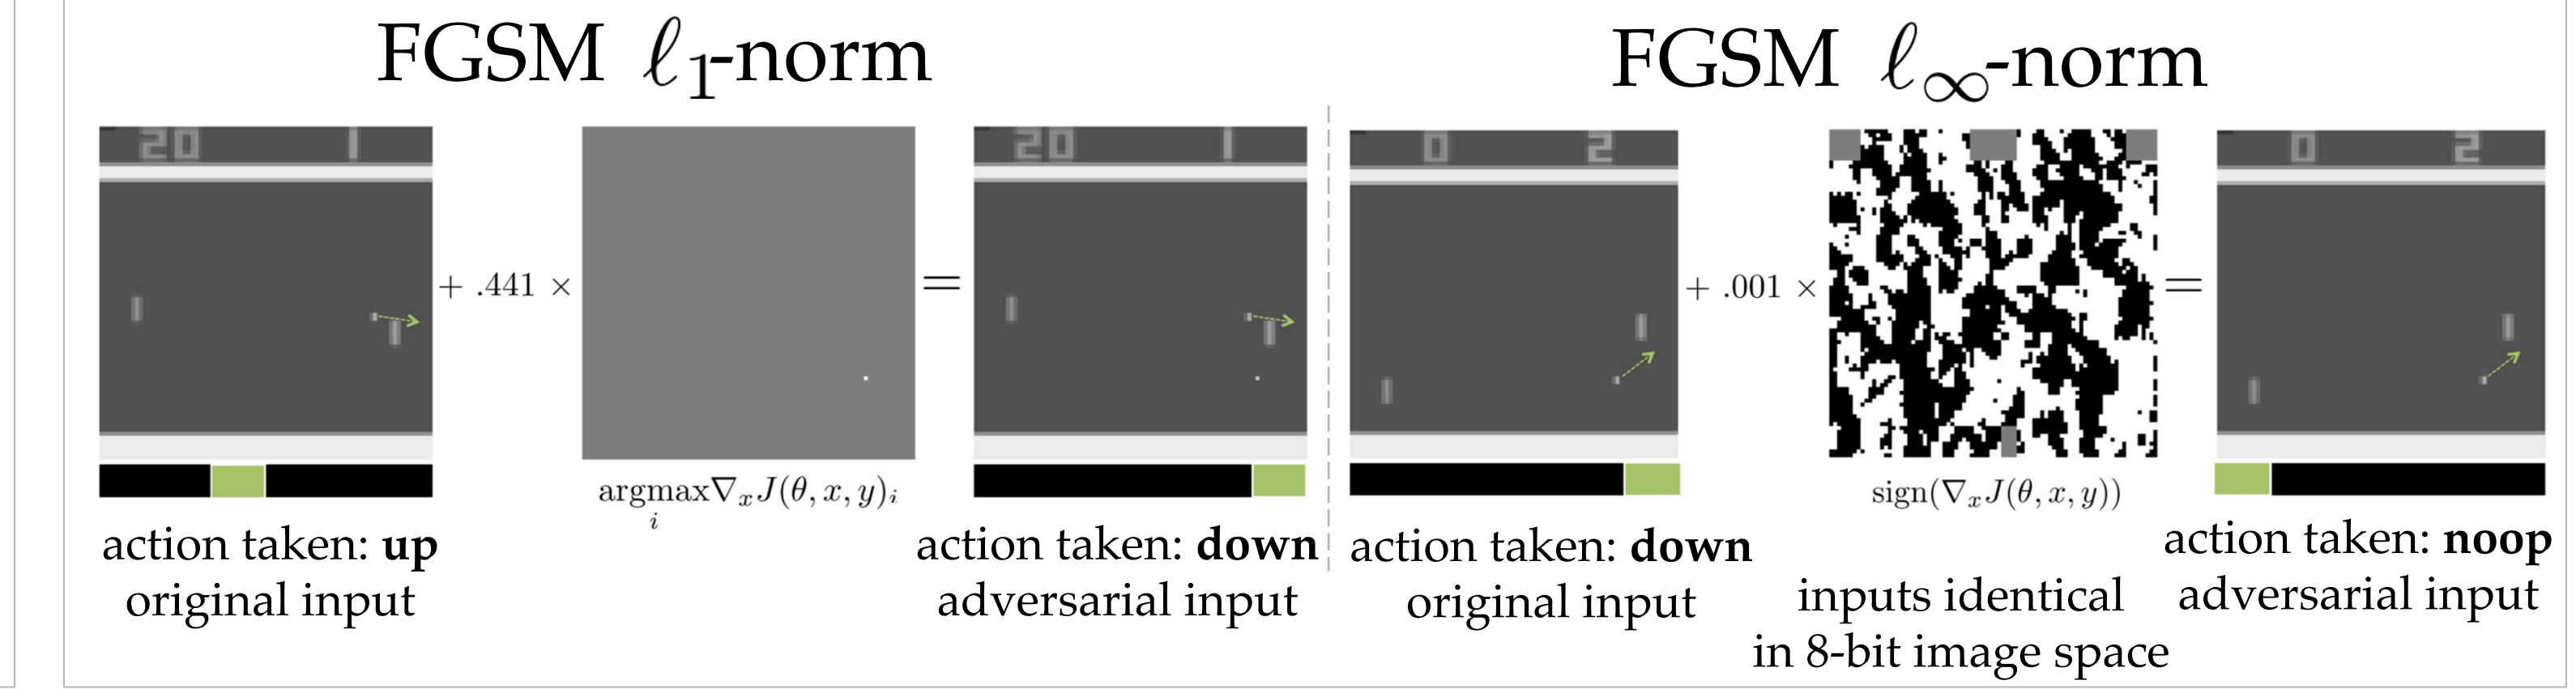 FGSM ℓ₁-norm
20 1
+ .441 ×
=
20 1
argmax∇ₓJ(θ, x, y)ᵢ
i
action taken: up
original input
action taken: down
adversarial input
FGSM ℓ∞-norm
0 2
+ .001 ×
=
0 2
sign(∇ₓJ(θ, x, y))
action taken: down
original input
inputs identical
in 8-bit image space
action taken: noop
adversarial input